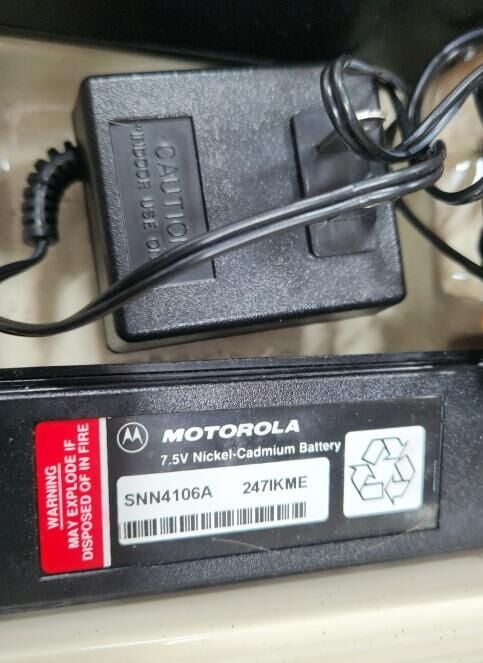 CAUTION
*INDOOR USE
MOTOROLA
7.5V Nickel-Cadmium Battery
SNN4106A 247IKME
WARNING
MAY EXPLODE IF
DISPOSED OF IN FIRE